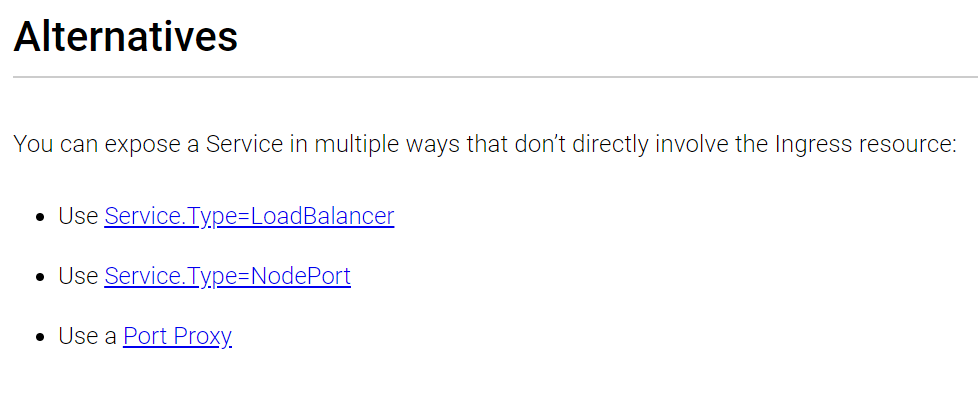 Alternatives
You can expose a Service in multiple ways that don’t directly involve the Ingress resource:
• Use Service.Type=LoadBalancer
• Use Service.Type=NodePort
• Use a Port Proxy